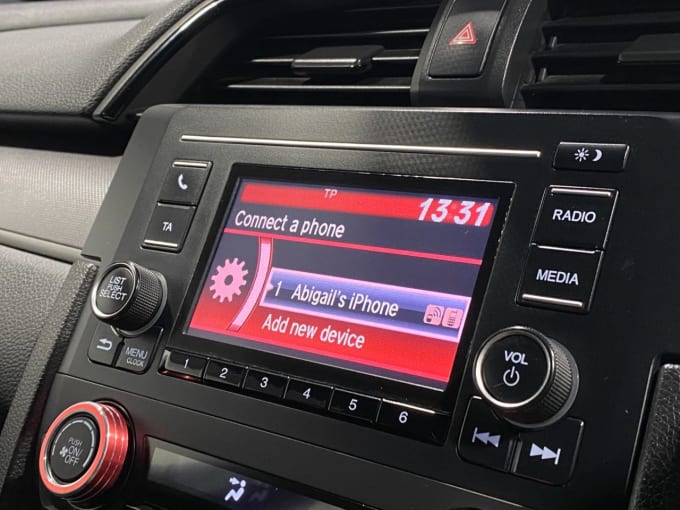 TP
13:31
Connect a phone
1 Abigail's iPhone
Add new device
TA
LIST
PUSH
SELECT
MENU
CLOCK
RADIO
MEDIA
VOL
1 2 3 4 5 6
PUSH
ON/
OFF